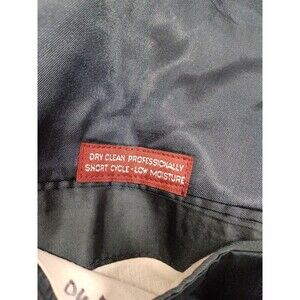 DRY CLEAN PROFESSIONALLY
SHORT CYCLE - LOW MOISTURE